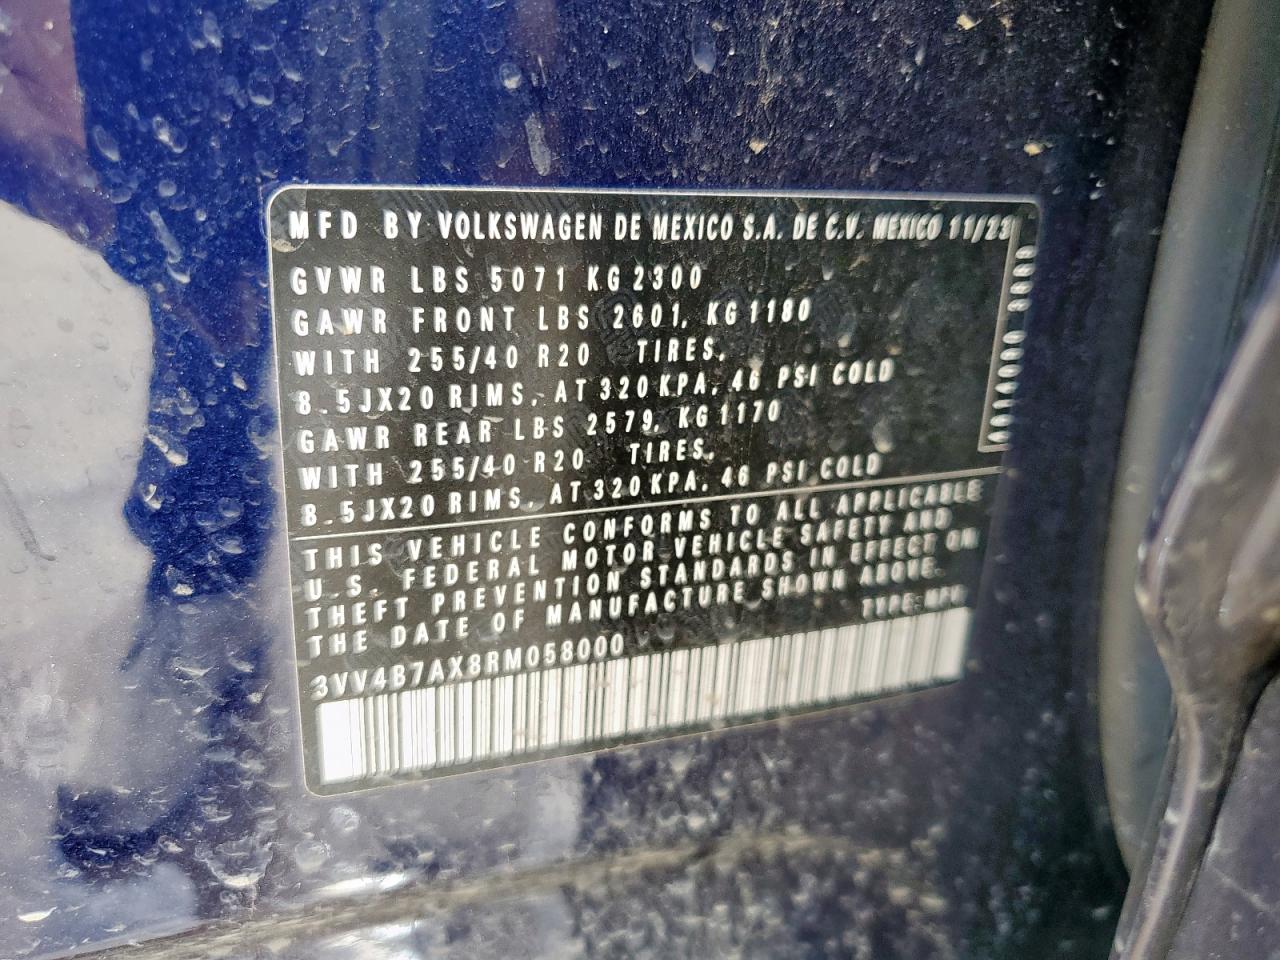 MFD BY VOLKSWAGEN DE MEXICO S.A. DE C.V. MEXICO 11/23
GVWR LBS 5071 KG 2300
GAWR FRONT LBS 2601, KG 1180
WITH 255/40 R20 TIRES,
8.5JX20 RIMS, AT 320 KPA, 46 PSI COLD
GAWR REAR LBS 2579, KG 1170
WITH 255/40 R20 TIRES,
8.5JX20 RIMS, AT 320 KPA, 46 PSI COLD
THIS VEHICLE CONFORMS TO ALL APPLICABLE
U.S. FEDERAL MOTOR VEHICLE SAFETY AND
THEFT PREVENTION STANDARDS IN EFFECT ON
THE DATE OF MANUFACTURE SHOWN ABOVE.
TYPE: MPV
3VV4B7AX8RM058000